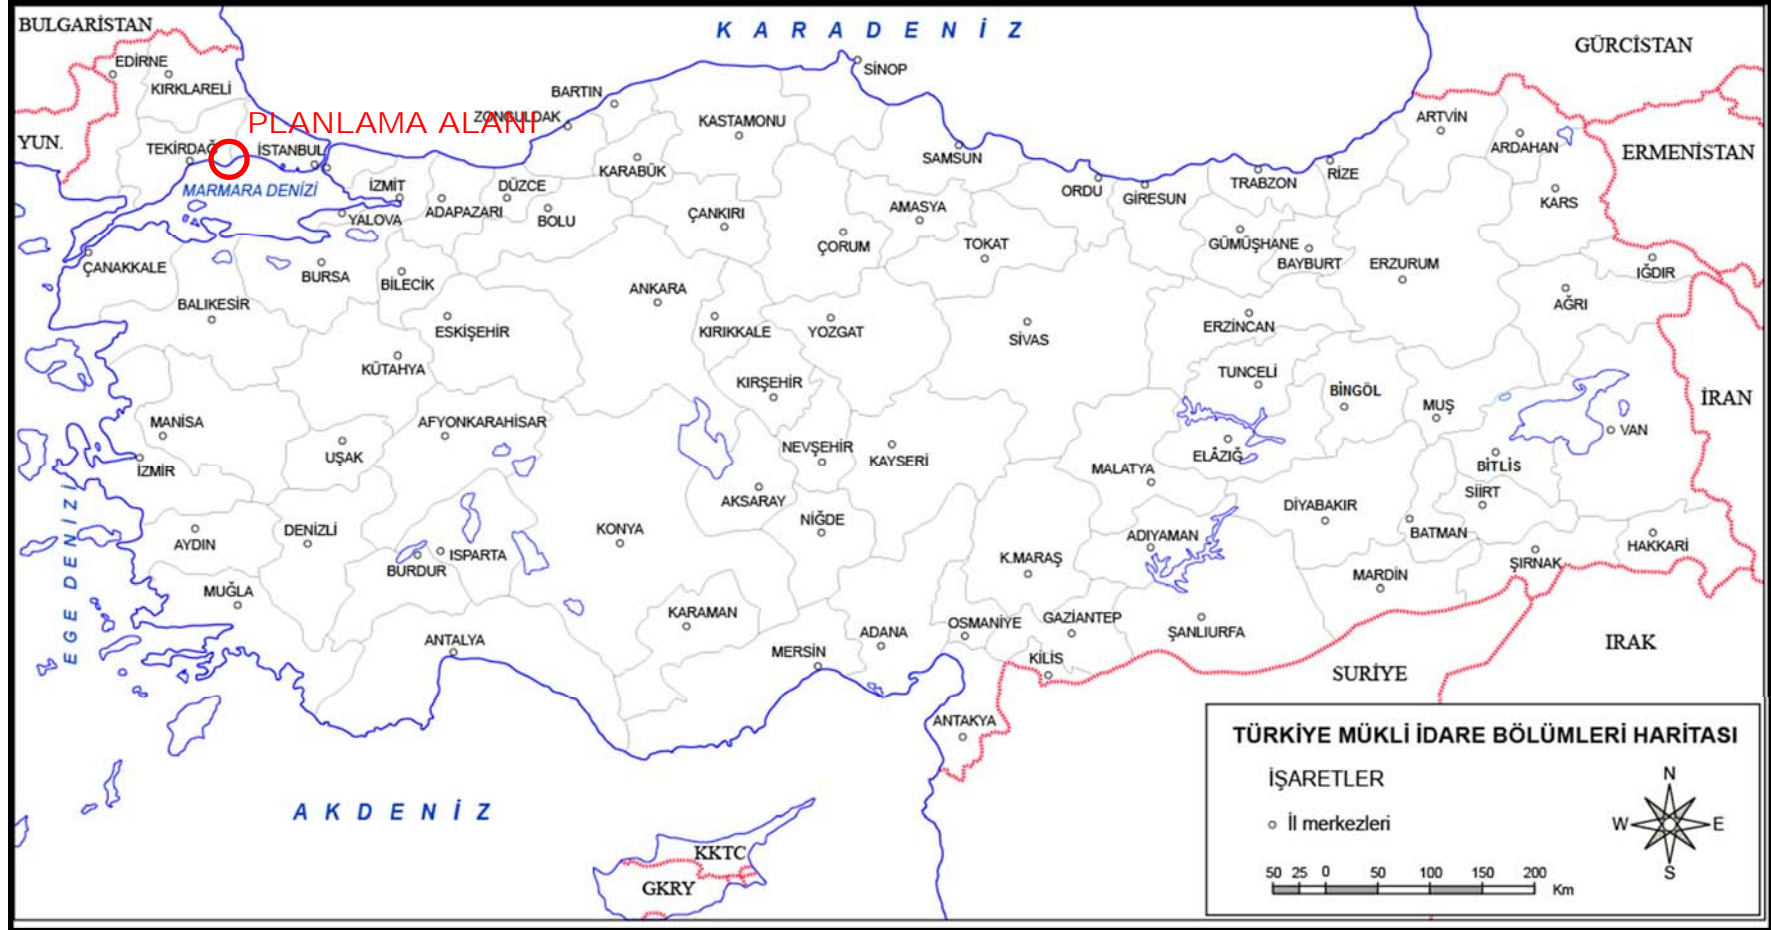 BULGARİSTAN
KARADENİZ
GÜRCİSTAN
EDİRNE
KIRKLARELİ
SİNOP
BARTIN
ZONGULDAK
PLANLAMA ALANI
KASTAMONU
ARTVİN
YUN.
TEKİRDAĞ
İSTANBUL
ARDAHAN
ERMENİSTAN
SAMSUN
KARABÜK
MARMARA DENİZİ
İZMİT
DÜZCE
ORDU
GİRESUN
TRABZON
RİZE
KARS
YALOVA
ADAPAZARI
BOLU
ÇANKIRI
AMASYA
ÇORUM
TOKAT
GÜMÜŞHANE
BAYBURT
ERZURUM
IĞDIR
ÇANAKKALE
BURSA
BİLECİK
ANKARA
AĞRI
BALIKESİR
ESKİŞEHİR
KIRIKKALE
YOZGAT
SİVAS
ERZİNCAN
KÜTAHYA
KIRŞEHİR
TUNCELİ
BİNGÖL
MUŞ
İRAN
MANİSA
AFYONKARAHİSAR
VAN
UŞAK
NEVŞEHİR
KAYSERİ
ELÂZIĞ
BİTLİS
İZMİR
MALATYA
AKSARAY
SİİRT
EGE DENİZİ
AYDIN
DENİZLİ
KONYA
NİĞDE
DİYABAKIR
BATMAN
ADIYAMAN
HAKKARİ
ISPARTA
BURDUR
K.MARAŞ
ŞIRNAK
MARDİN
MUĞLA
KARAMAN
ANTALYA
ADANA
OSMANİYE
GAZİANTEP
ŞANLIURFA
MERSİN
KİLİS
IRAK
SURİYE
ANTAKYA
TÜRKİYE MÜKLİ İDARE BÖLÜMLERİ HARİTASI
İŞARETLER
İl merkezleri
N
W
E
S
50 25 0 50 100 150 200
Km
AKDENİZ
KKTC
GKRY